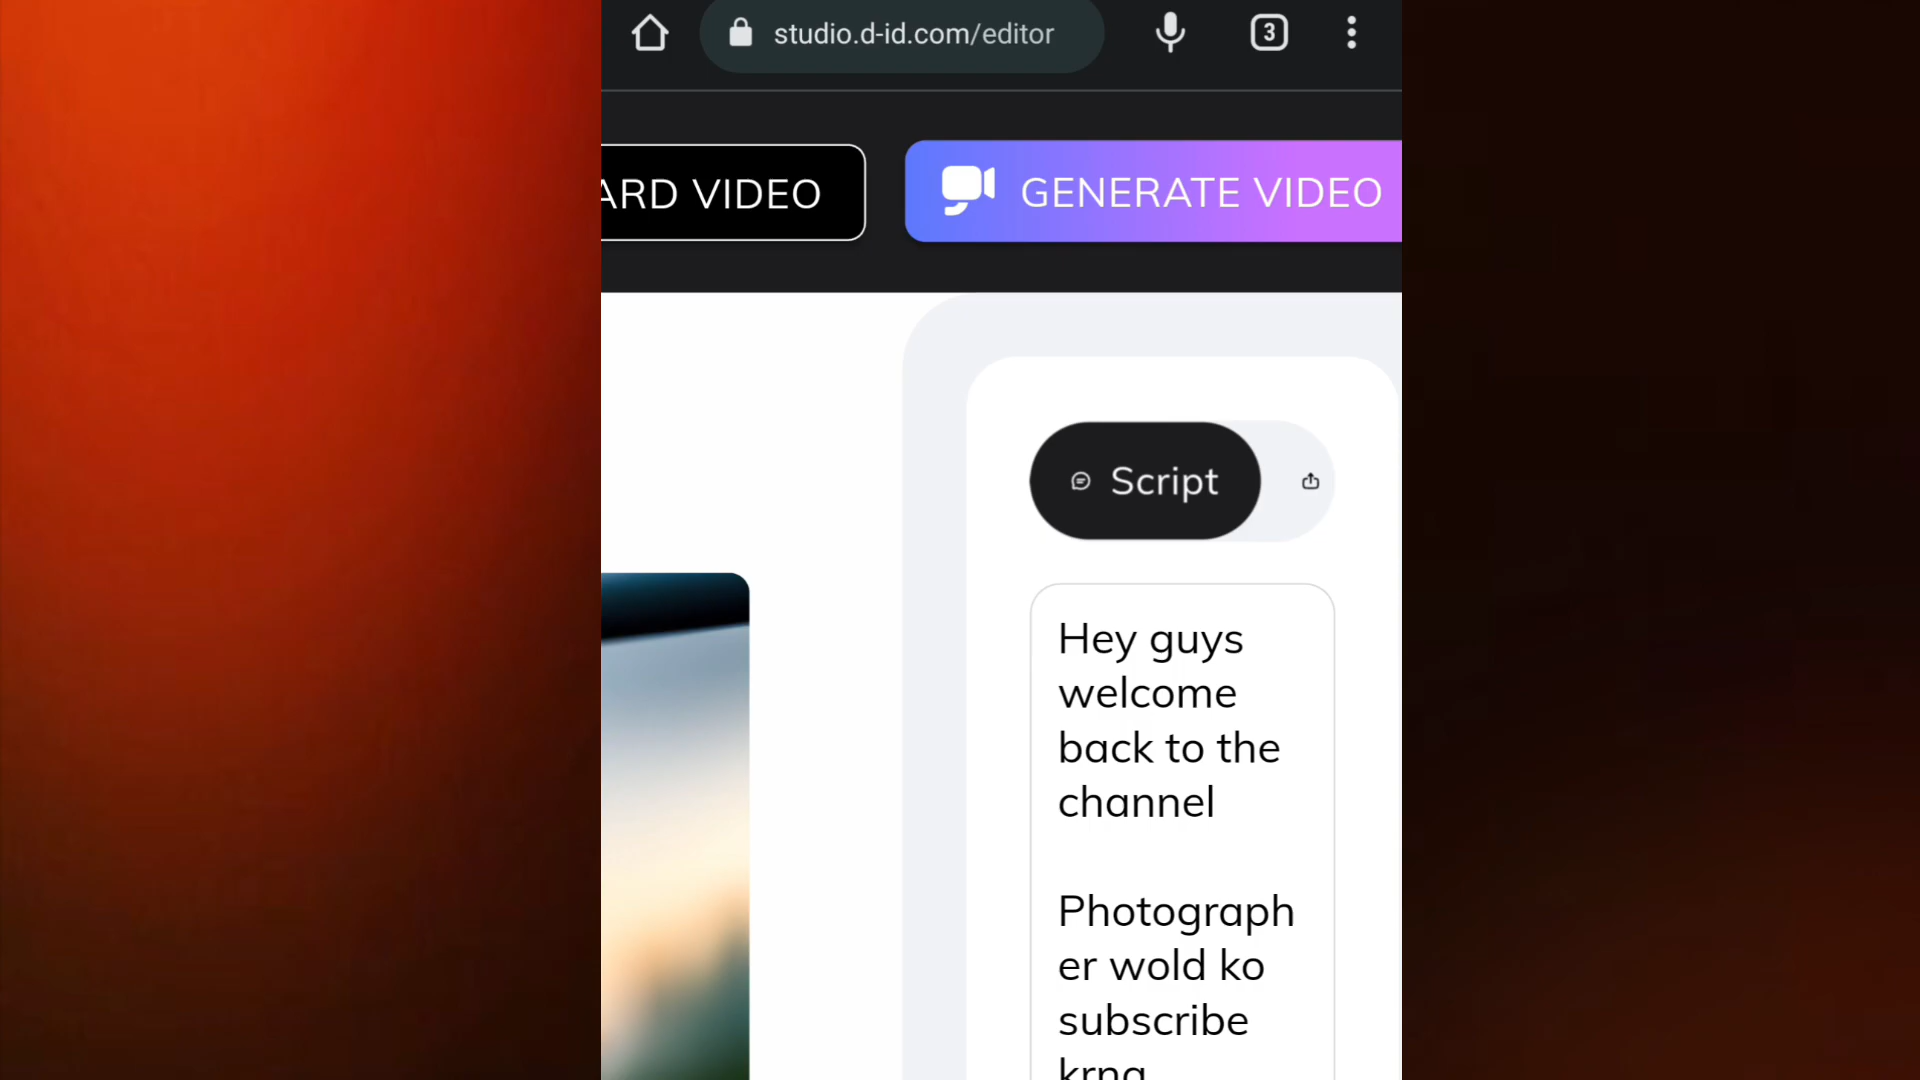 studio.d-id.com/editor
3
ARD VIDEO
GENERATE VIDEO
Script
Hey guys
welcome
back to the
channel
Photograph
er wold ko
subscribe
krna